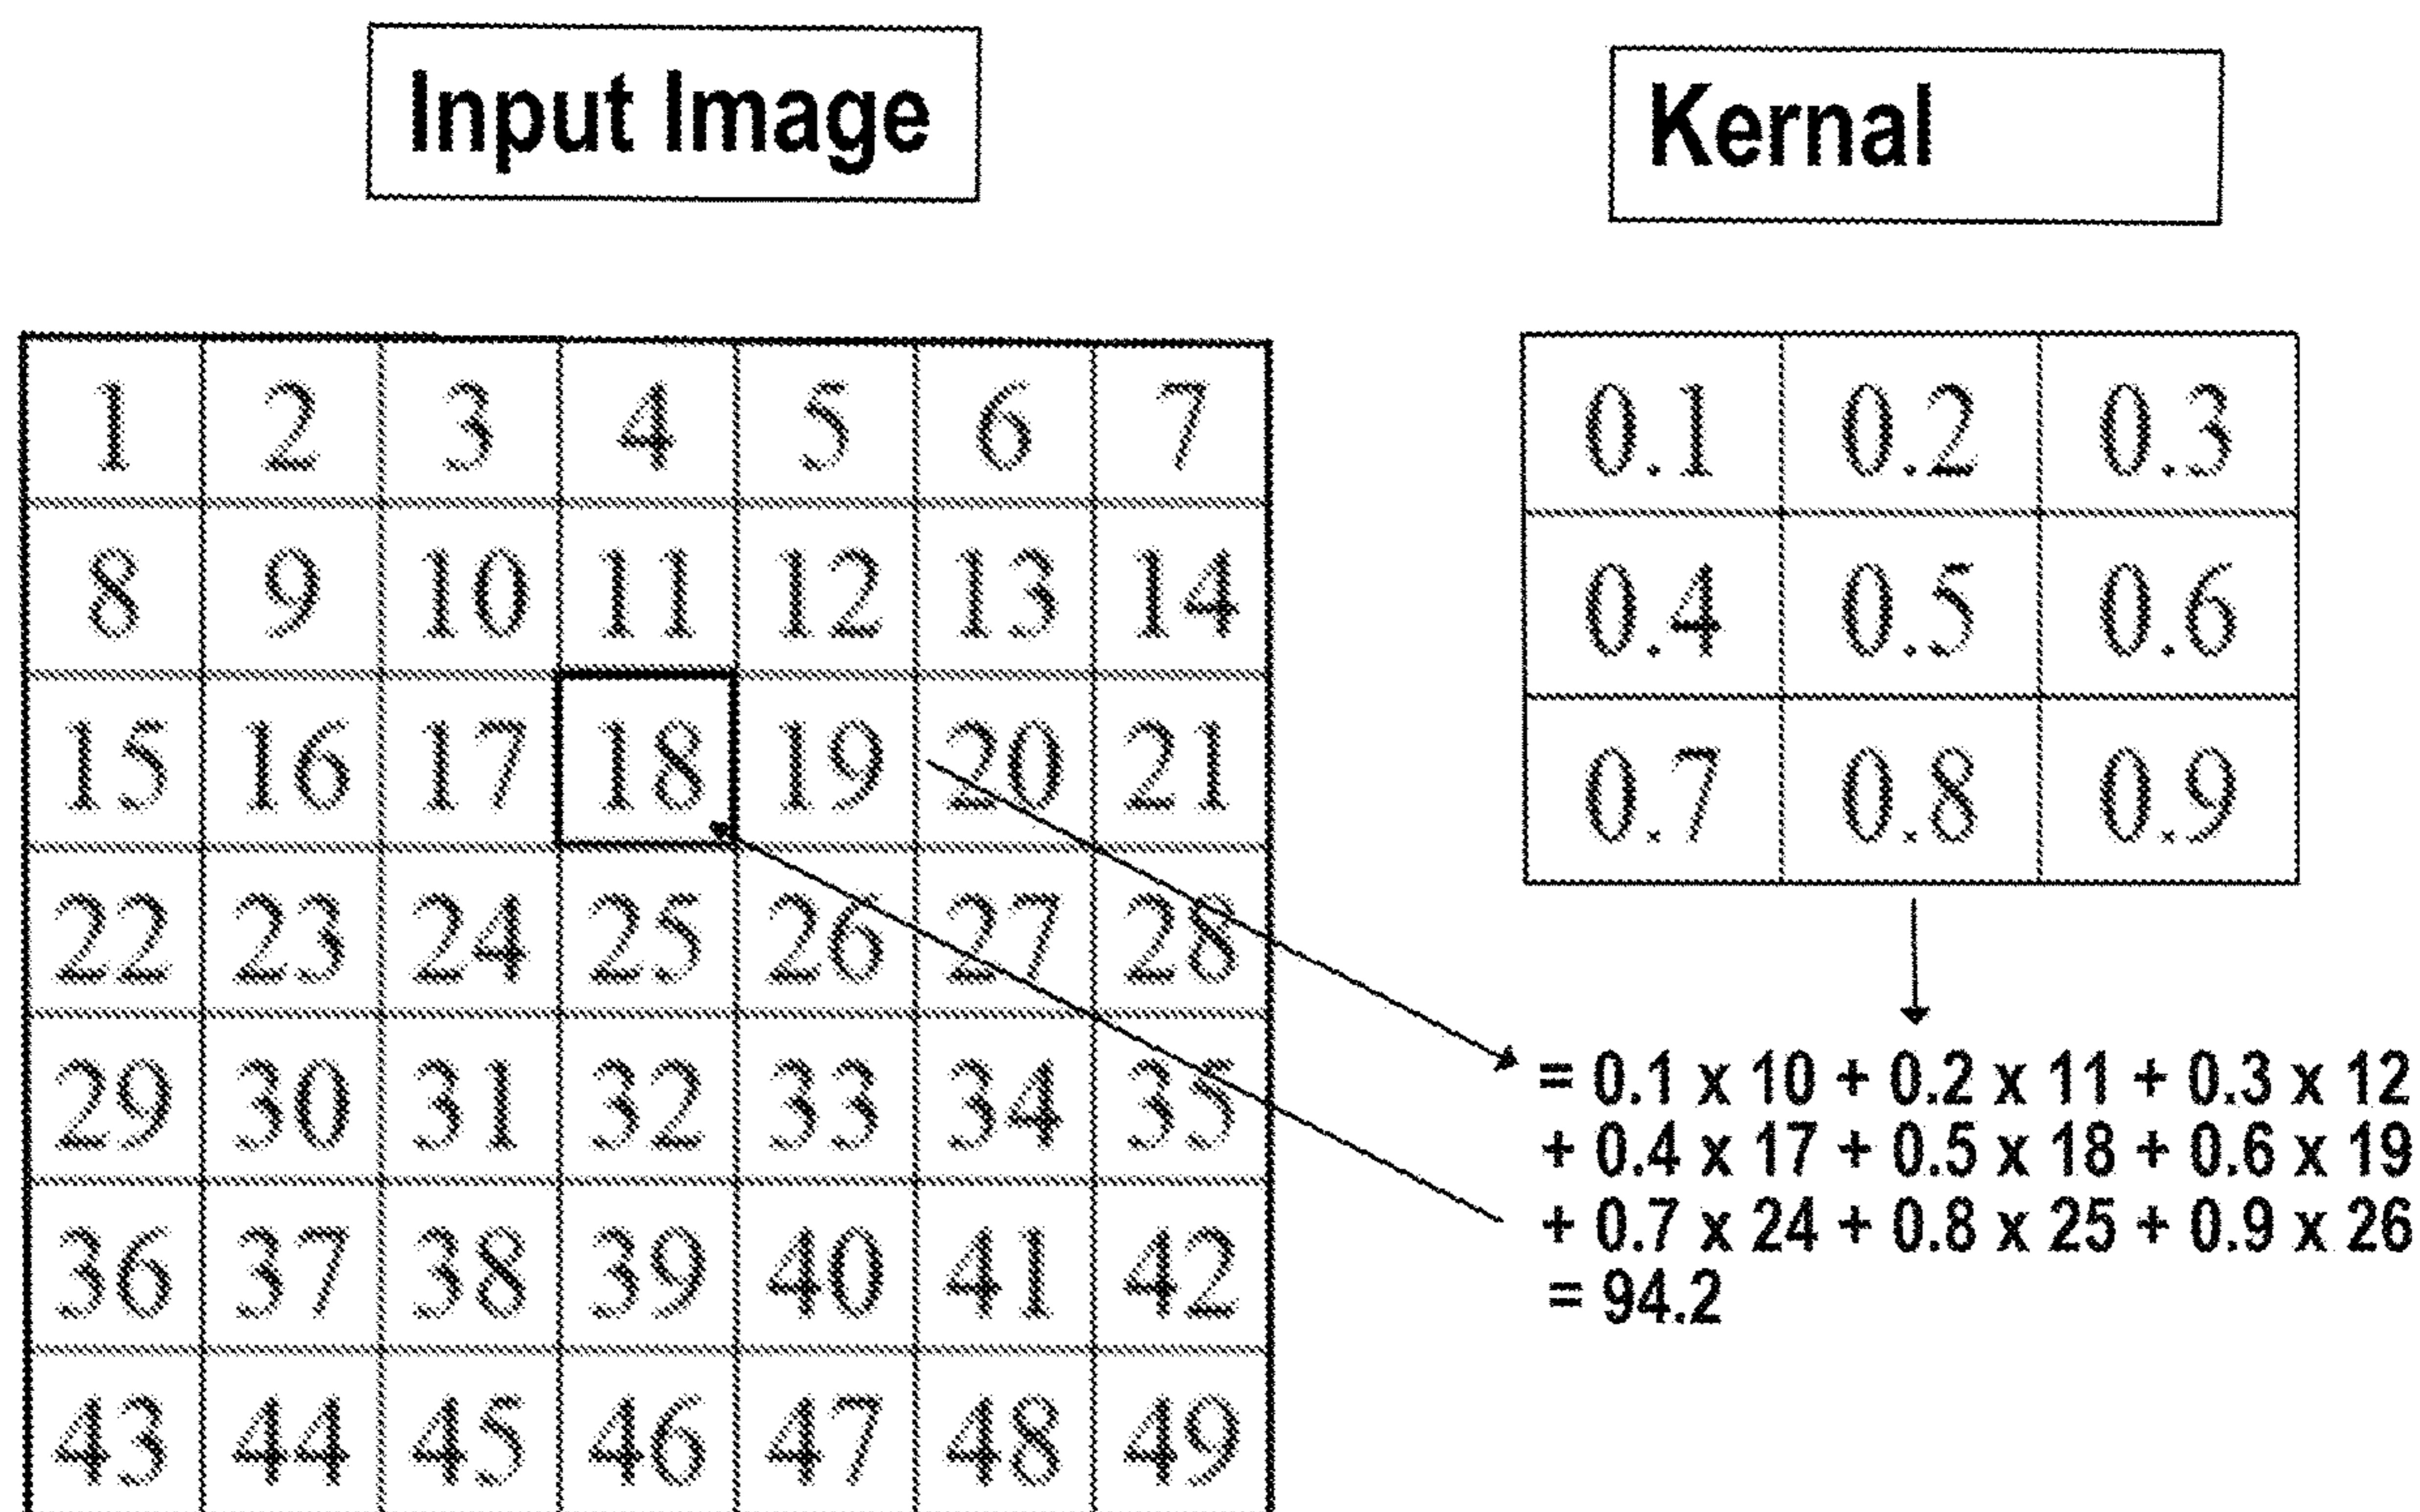 Input Image
Kernal
1 2 3 4 5 6 7
8 9 10 11 12 13 14
15 16 17 18 19 20 21
22 23 24 25 26 27 28
29 30 31 32 33 34 35
36 37 38 39 40 41 42
43 44 45 46 47 48 49
0.1 0.2 0.3
0.4 0.5 0.6
0.7 0.8 0.9
= 0.1 x 10 + 0.2 x 11 + 0.3 x 12
+ 0.4 x 17 + 0.5 x 18 + 0.6 x 19
+ 0.7 x 24 + 0.8 x 25 + 0.9 x 26
= 94.2